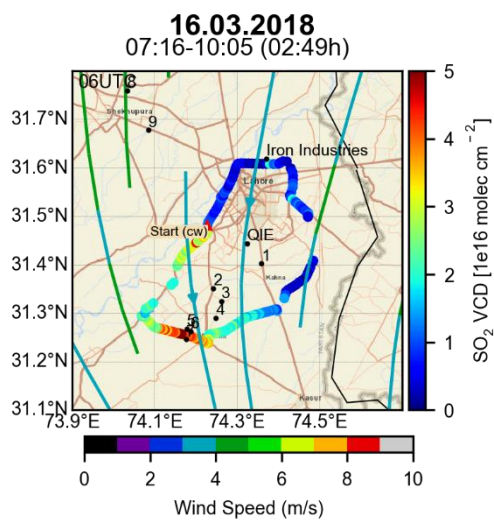 16.03.2018
07:16-10:05 (02:49h)
06UTC
8
Shekhupura
9
Iron Industries
Lahore
Start (cw)
QIE
1
Kahna
2
3
4
5
6
Kasur
31.7°N
31.6°N
31.5°N
31.4°N
31.3°N
31.2°N
31.1°N
73.9°E
74.1°E
74.3°E
74.5°E
5
4
3
2
1
0
SO₂ VCD [1e16 molec cm⁻²]
0 2 4 6 8 10
Wind Speed (m/s)